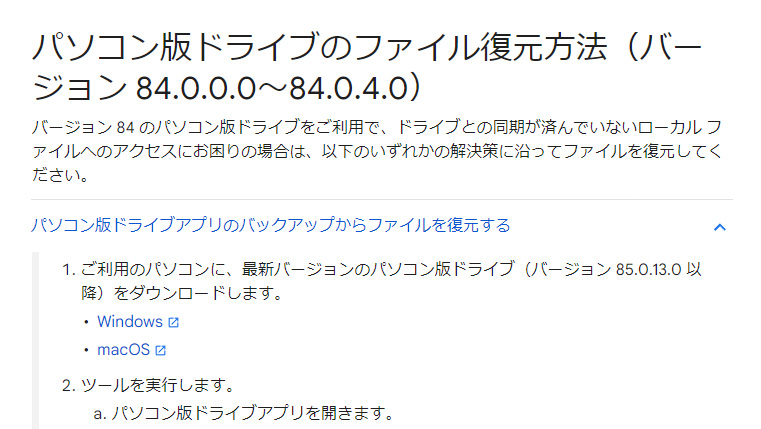 パソコン版ドライブのファイル復元方法（バー
ジョン 84.0.0.0～84.0.4.0）
バージョン 84 のパソコン版ドライブをご利用で、ドライブとの同期が済んでいないローカル フ
ァイルへのアクセスにお困りの場合は、以下のいずれかの解決策に沿ってファイルを復元してく
ださい。
パソコン版ドライブアプリのバックアップからファイルを復元する
1. ご利用のパソコンに、最新バージョンのパソコン版ドライブ（バージョン 85.0.13.0 以
降）をダウンロードします。
• Windows
• macOS
2. ツールを実行します。
a. パソコン版ドライブアプリを開きます。